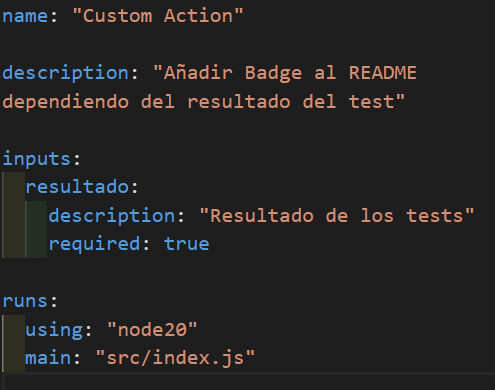 name: "Custom Action"
description: "Añadir Badge al README
dependiendo del resultado del test"
inputs:
  resultado:
    description: "Resultado de los tests"
    required: true
runs:
  using: "node20"
  main: "src/index.js"